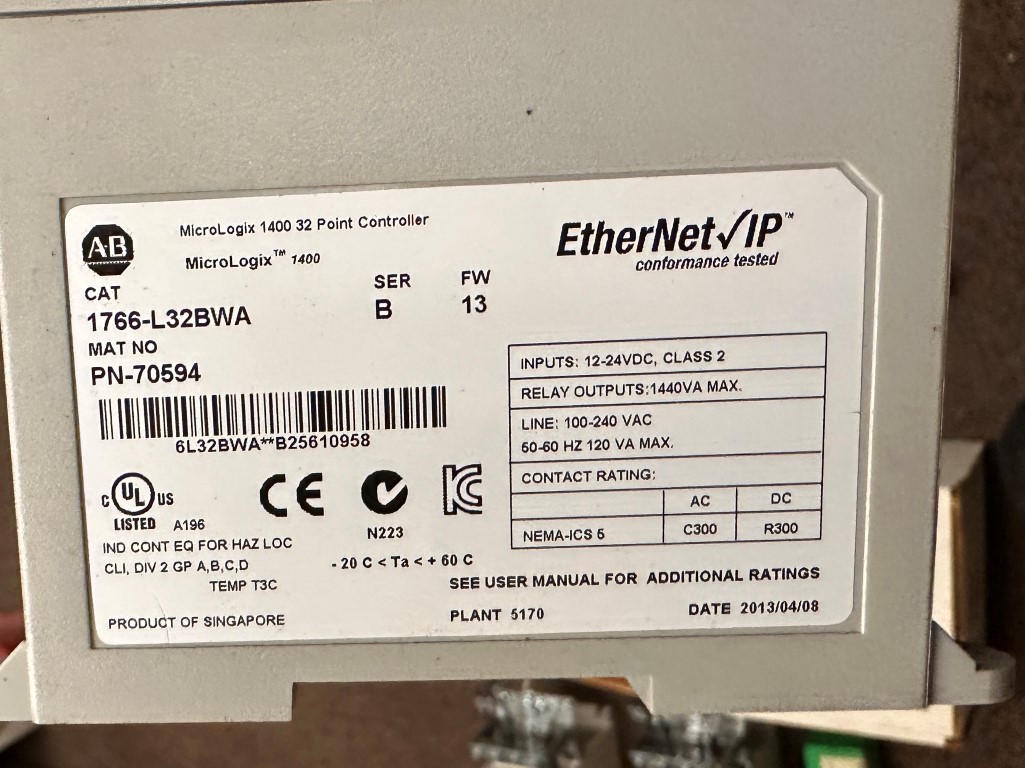 A-B
MicroLogix 1400 32 Point Controller
MicroLogix™ 1400
EtherNet/IP™
conformance tested
CAT
SER
FW
1766-L32BWA
B
13
MAT NO
PN-70594
6L32BWA**B25610958
INPUTS: 12-24VDC, CLASS 2
RELAY OUTPUTS:1440VA MAX.
LINE: 100-240 VAC
50-60 HZ 120 VA MAX.
CONTACT RATING:
AC
DC
NEMA-ICS 5
C300
R300
C UL US
LISTED A196
CE
N223
KC
IND CONT EQ FOR HAZ LOC
CLI, DIV 2 GP A,B,C,D
TEMP T3C
- 20 C < Ta < + 60 C
SEE USER MANUAL FOR ADDITIONAL RATINGS
PRODUCT OF SINGAPORE
PLANT 5170
DATE 2013/04/08